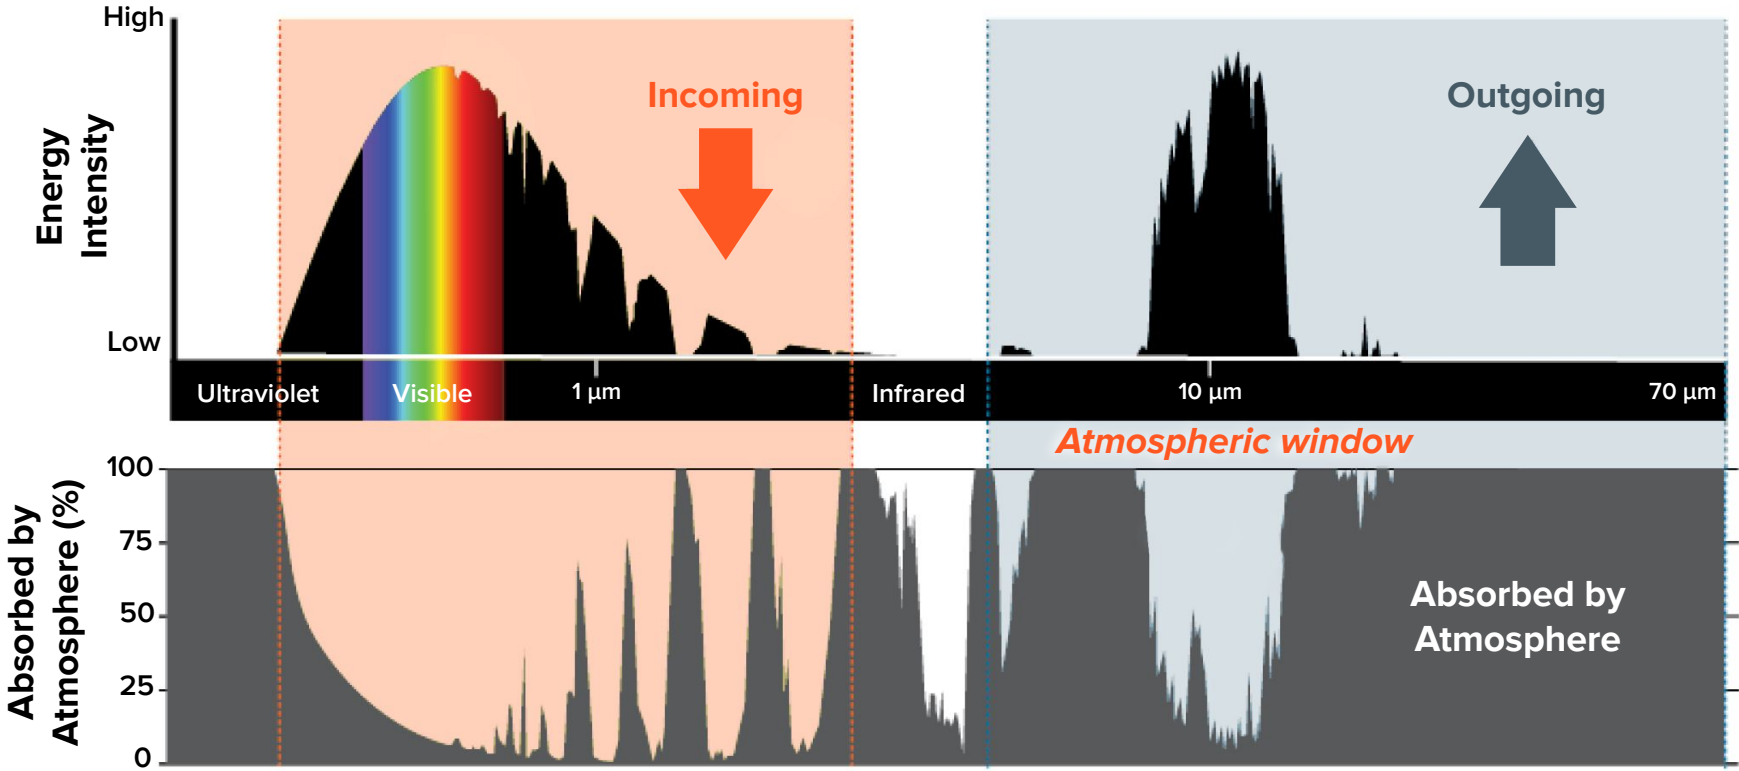 High
Energy
Intensity
Incoming
Outgoing
Low
Ultraviolet
Visible
1 μm
Infrared
10 μm
70 μm
Atmospheric window
Absorbed by
Atmosphere (%)
100
75
50
25
0
Absorbed by
Atmosphere